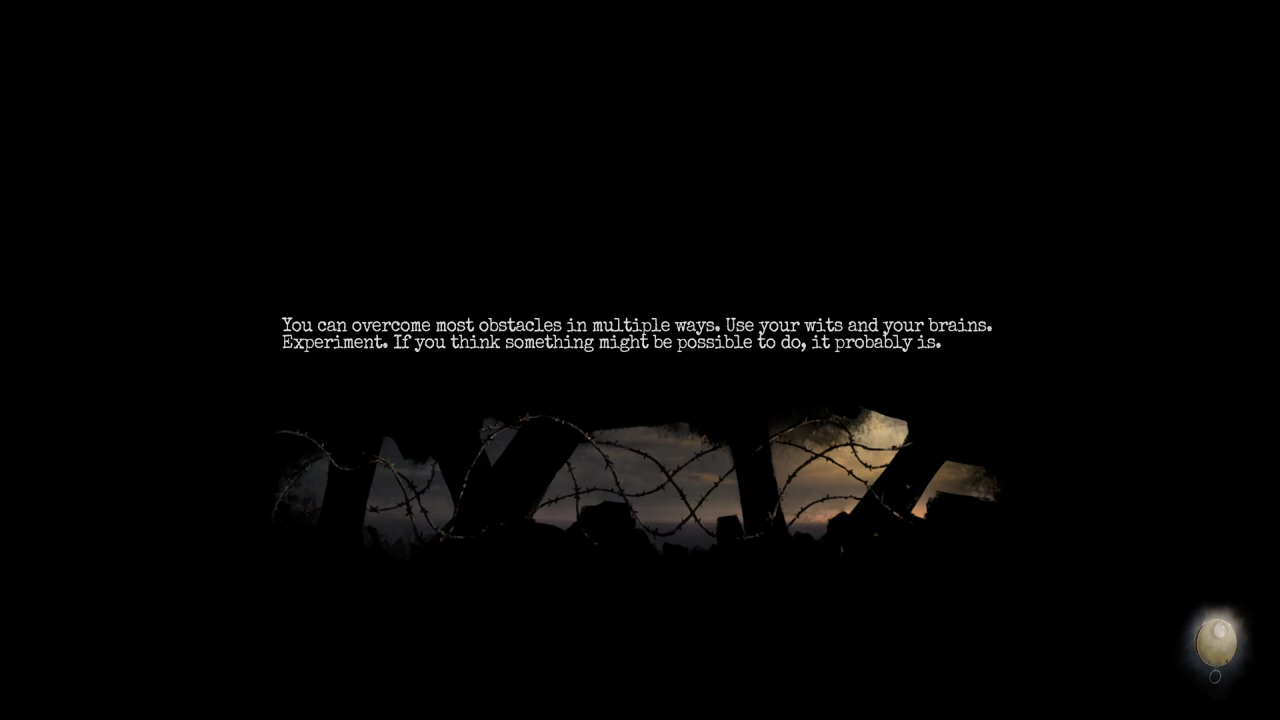 You can overcome most obstacles in multiple ways. Use your wits and your brains.
Experiment. If you think something might be possible to do, it probably is.